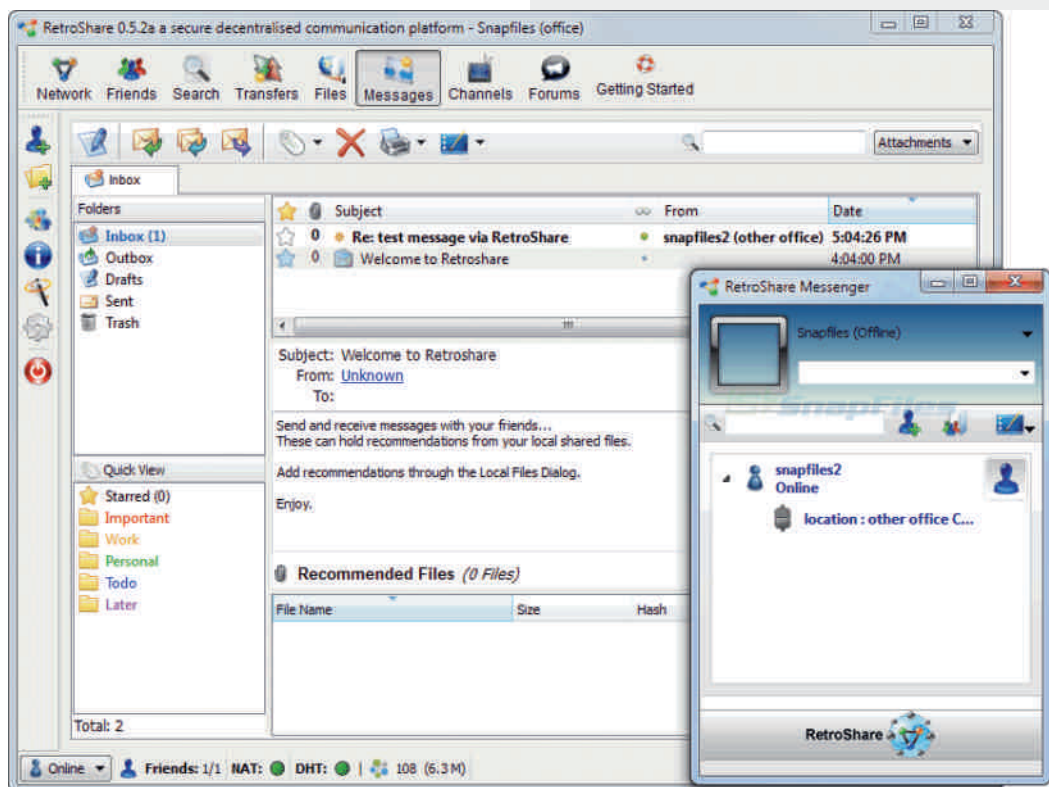 RetroShare 0.5.2a a secure decentralised communication platform - Snapfiles (office)
Network Friends Search Transfers Files Messages Channels Forums Getting Started
Attachments
Inbox
Folders
Inbox (1)
Outbox
Drafts
Sent
Trash
Subject From Date
0 Re: test message via RetroShare snapfiles2 (other office) 5:04:26 PM
0 Welcome to Retroshare 4:04:00 PM
Subject: Welcome to Retroshare
From: Unknown
To:
Send and receive messages with your friends...
These can hold recommendations from your local shared files.
Add recommendations through the Local Files Dialog.
Enjoy.
Quick View
Starred (0)
Important
Work
Personal
Todo
Later
Total: 2
Recommended Files (0 Files)
File Name Size Hash
RetroShare Messenger
Snapfiles (Offline)
SnapFiles
snapfiles2
Online
location : other office C...
RetroShare
Online Friends: 1/1 NAT: DHT: | 108 (6.3 M)